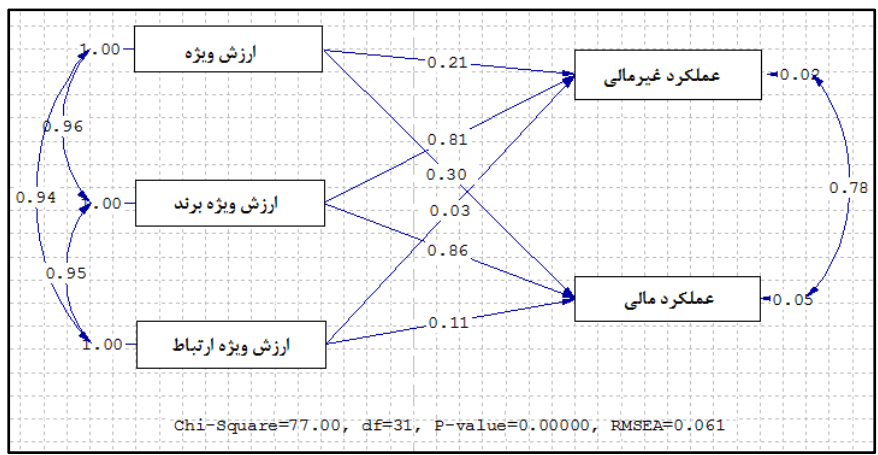 1.00
ارزش ویژه
0.21
عملکرد غیرمالی
0.02
0.96
0.81
0.30
0.94
1.00
ارزش ویژه برند
0.03
0.78
0.86
0.95
عملکرد مالی
0.05
0.11
1.00
ارزش ویژه ارتباط
Chi-Square=77.00, df=31, P-value=0.00000, RMSEA=0.061